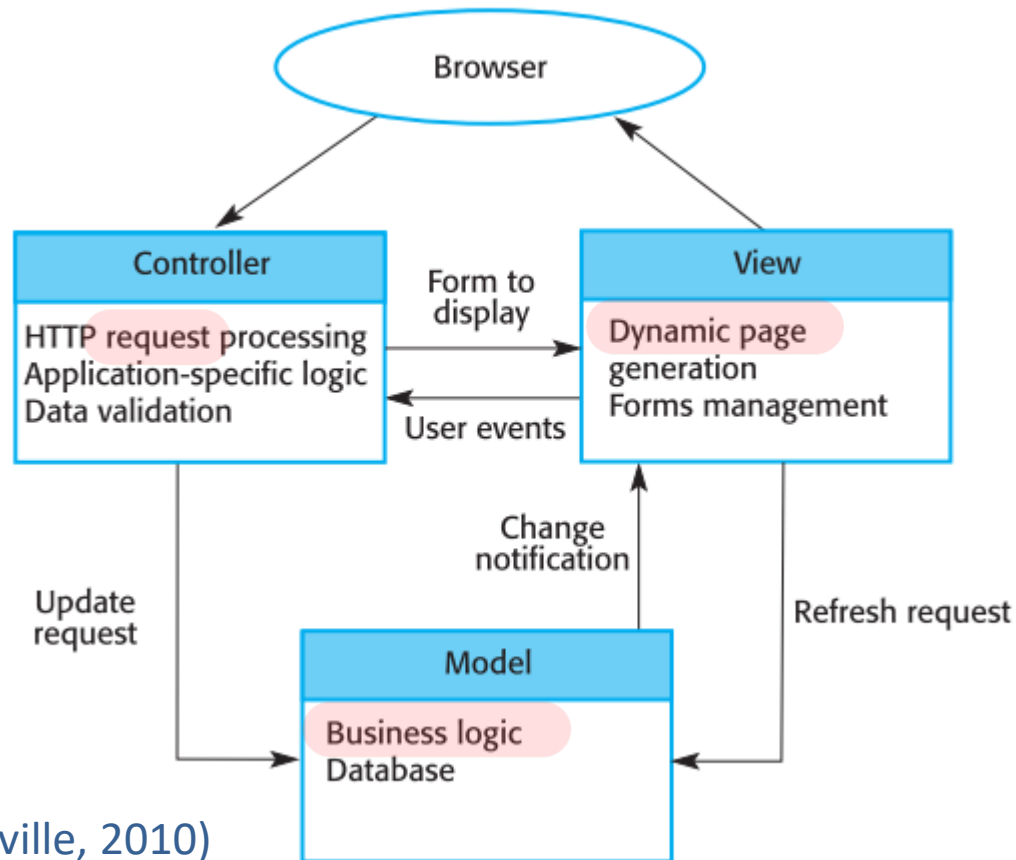 Browser
Controller
HTTP request processing
Application-specific logic
Data validation
Form to
display
User events
View
Dynamic page
generation
Forms management
Change
notification
Update
request
Refresh request
Model
Business logic
Database
ville, 2010)